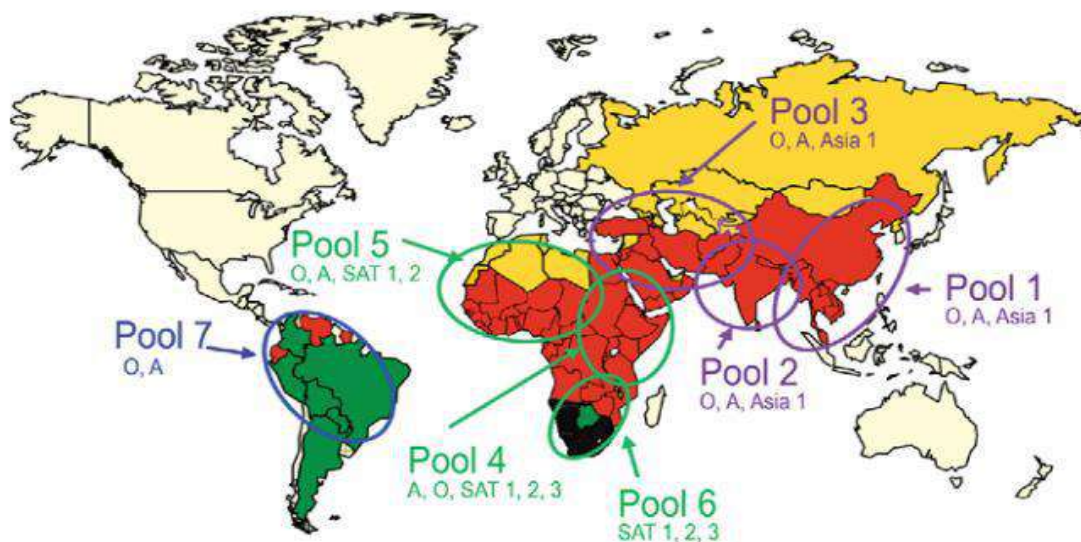 Pool 3
O, A, Asia 1
Pool 5
O, A, SAT 1, 2
Pool 1
O, A, Asia 1
Pool 7
O, A
Pool 2
O, A, Asia 1
Pool 4
A, O, SAT 1, 2, 3
Pool 6
SAT 1, 2, 3